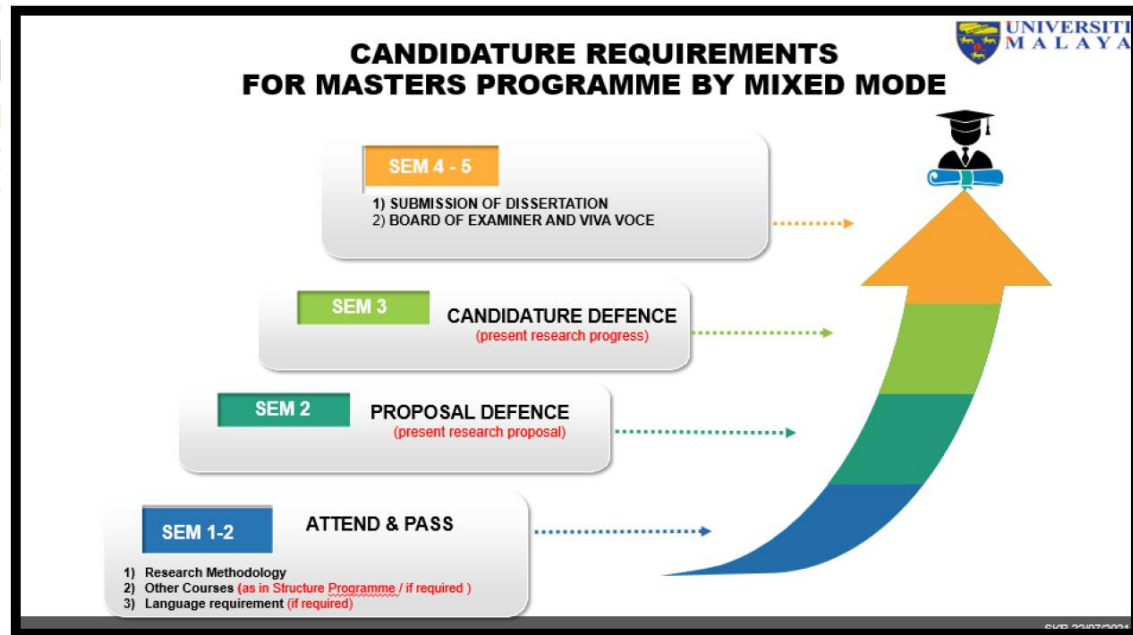 UNIVERSITI
MALAYA
CANDIDATURE REQUIREMENTS
FOR MASTERS PROGRAMME BY MIXED MODE
SEM 4 - 5
1) SUBMISSION OF DISSERTATION
2) BOARD OF EXAMINER AND VIVA VOCE
SEM 3
CANDIDATURE DEFENCE
(present research progress)
SEM 2
PROPOSAL DEFENCE
(present research proposal)
SEM 1-2
ATTEND & PASS
1) Research Methodology
2) Other Courses (as in Structure Programme / if required )
3) Language requirement (if required)